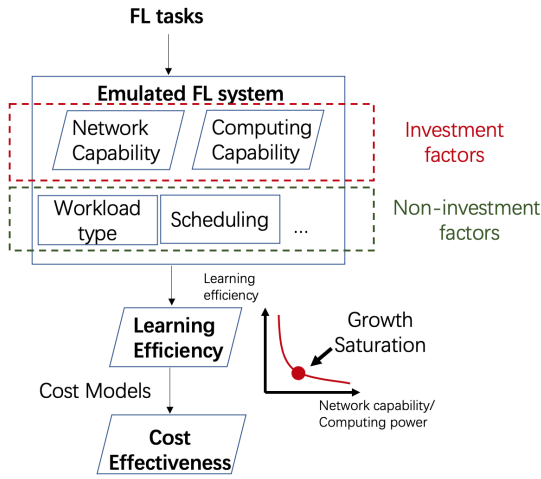 FL tasks
Emulated FL system
Network
Capability
Computing
Capability
Investment
factors
Workload
type
Scheduling
...
Non-investment
factors
Learning
efficiency
Learning
Efficiency
Growth
Saturation
Cost Models
Network capability/
Computing power
Cost
Effectiveness